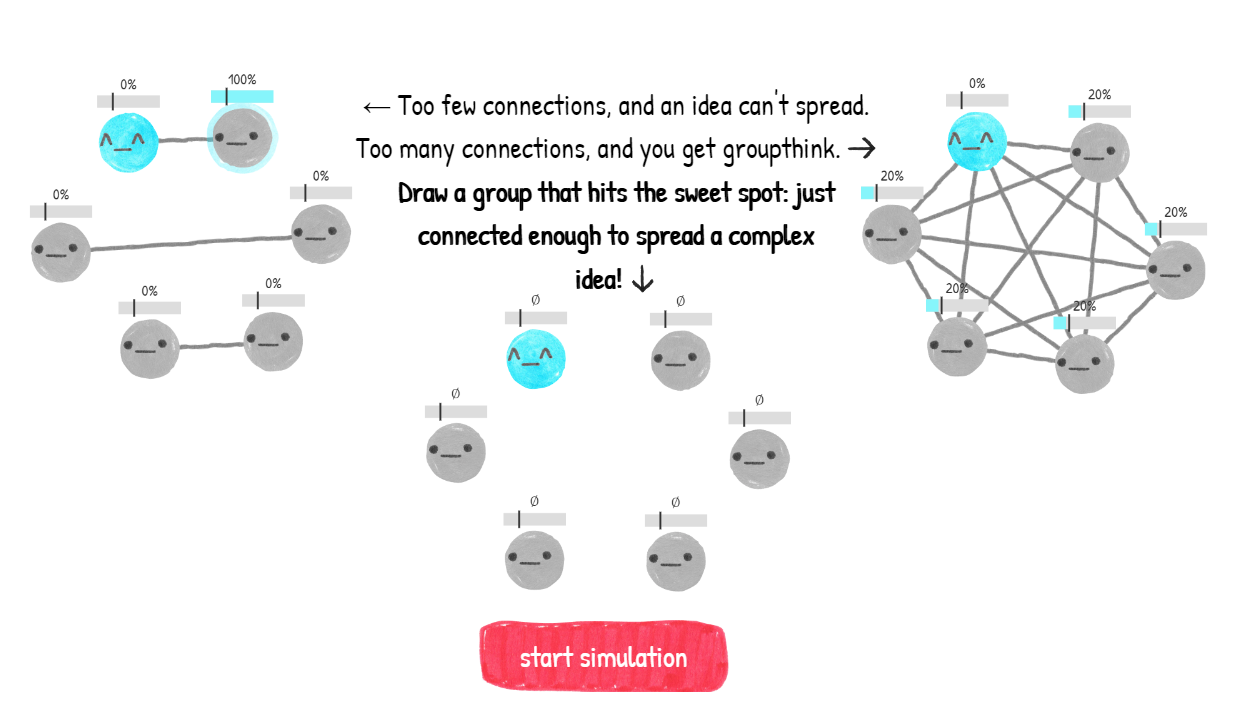 0%
100%
← Too few connections, and an idea can't spread.
0%
20%
Too many connections, and you get groupthink. →
0%
0%
20%
Draw a group that hits the sweet spot: just
connected enough to spread a complex
idea! ↓
20%
0%
0%
20%
20%
Ø
Ø
Ø
Ø
Ø
Ø
start simulation